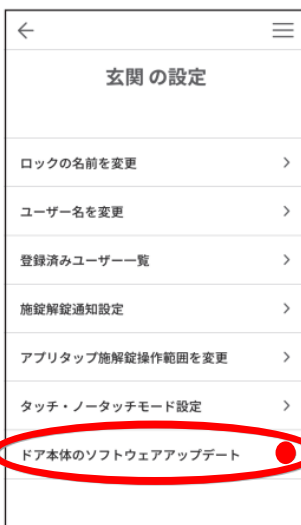 玄関 の設定
ロックの名前を変更
ユーザー名を変更
登録済みユーザー一覧
施錠解錠通知設定
アプリタップ施解錠操作範囲を変更
タッチ・ノータッチモード設定
ドア本体のソフトウェアアップデート